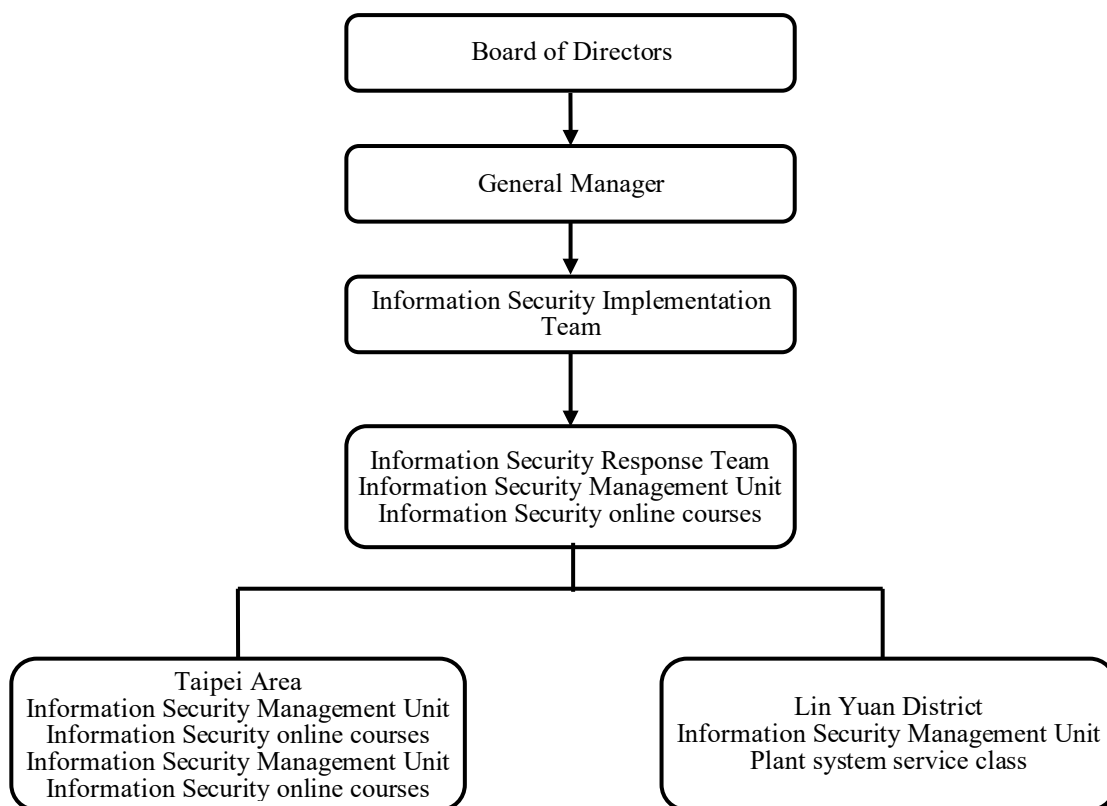 Board of Directors
General Manager
Information Security Implementation
Team
Information Security Response Team
Information Security Management Unit
Information Security online courses
Taipei Area
Information Security Management Unit
Information Security online courses
Information Security Management Unit
Information Security online courses
Lin Yuan District
Information Security Management Unit
Plant system service class